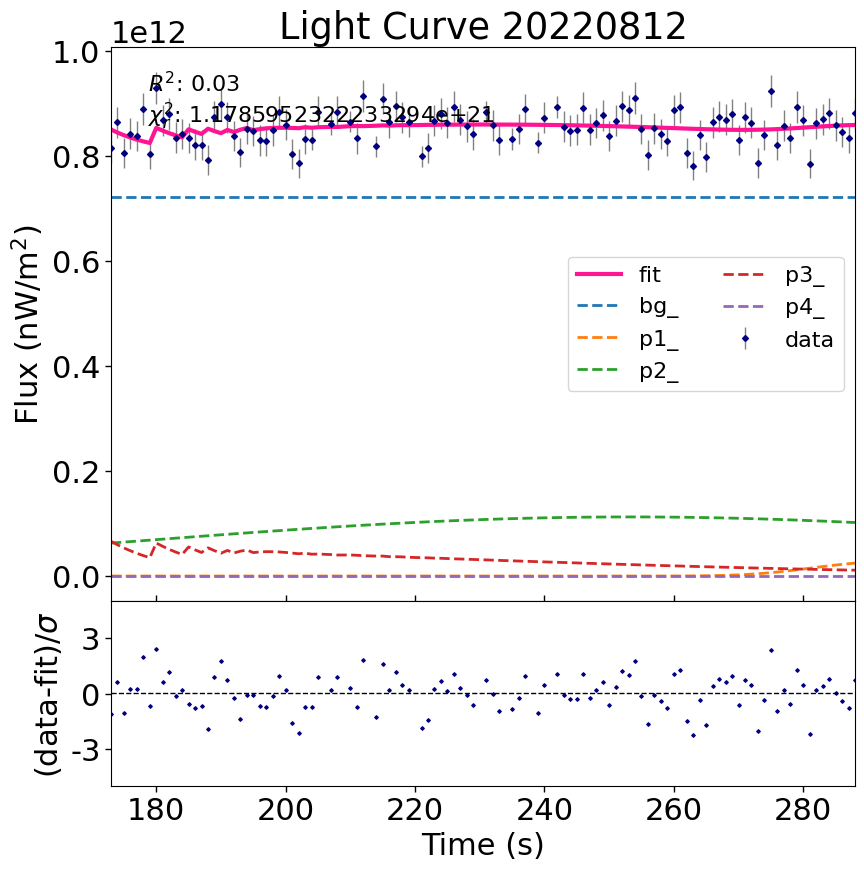 Light Curve 20220812
1e12
R²: 0.03
χ²ᵣ: 1.1785952322233294e+21
1.0
0.8
0.6
0.4
0.2
0.0
Flux (nW/m²)
fit
bg_
p1_
p2_
p3_
p4_
data
3
0
-3
(data-fit)/σ
180 200 220 240 260 280
Time (s)